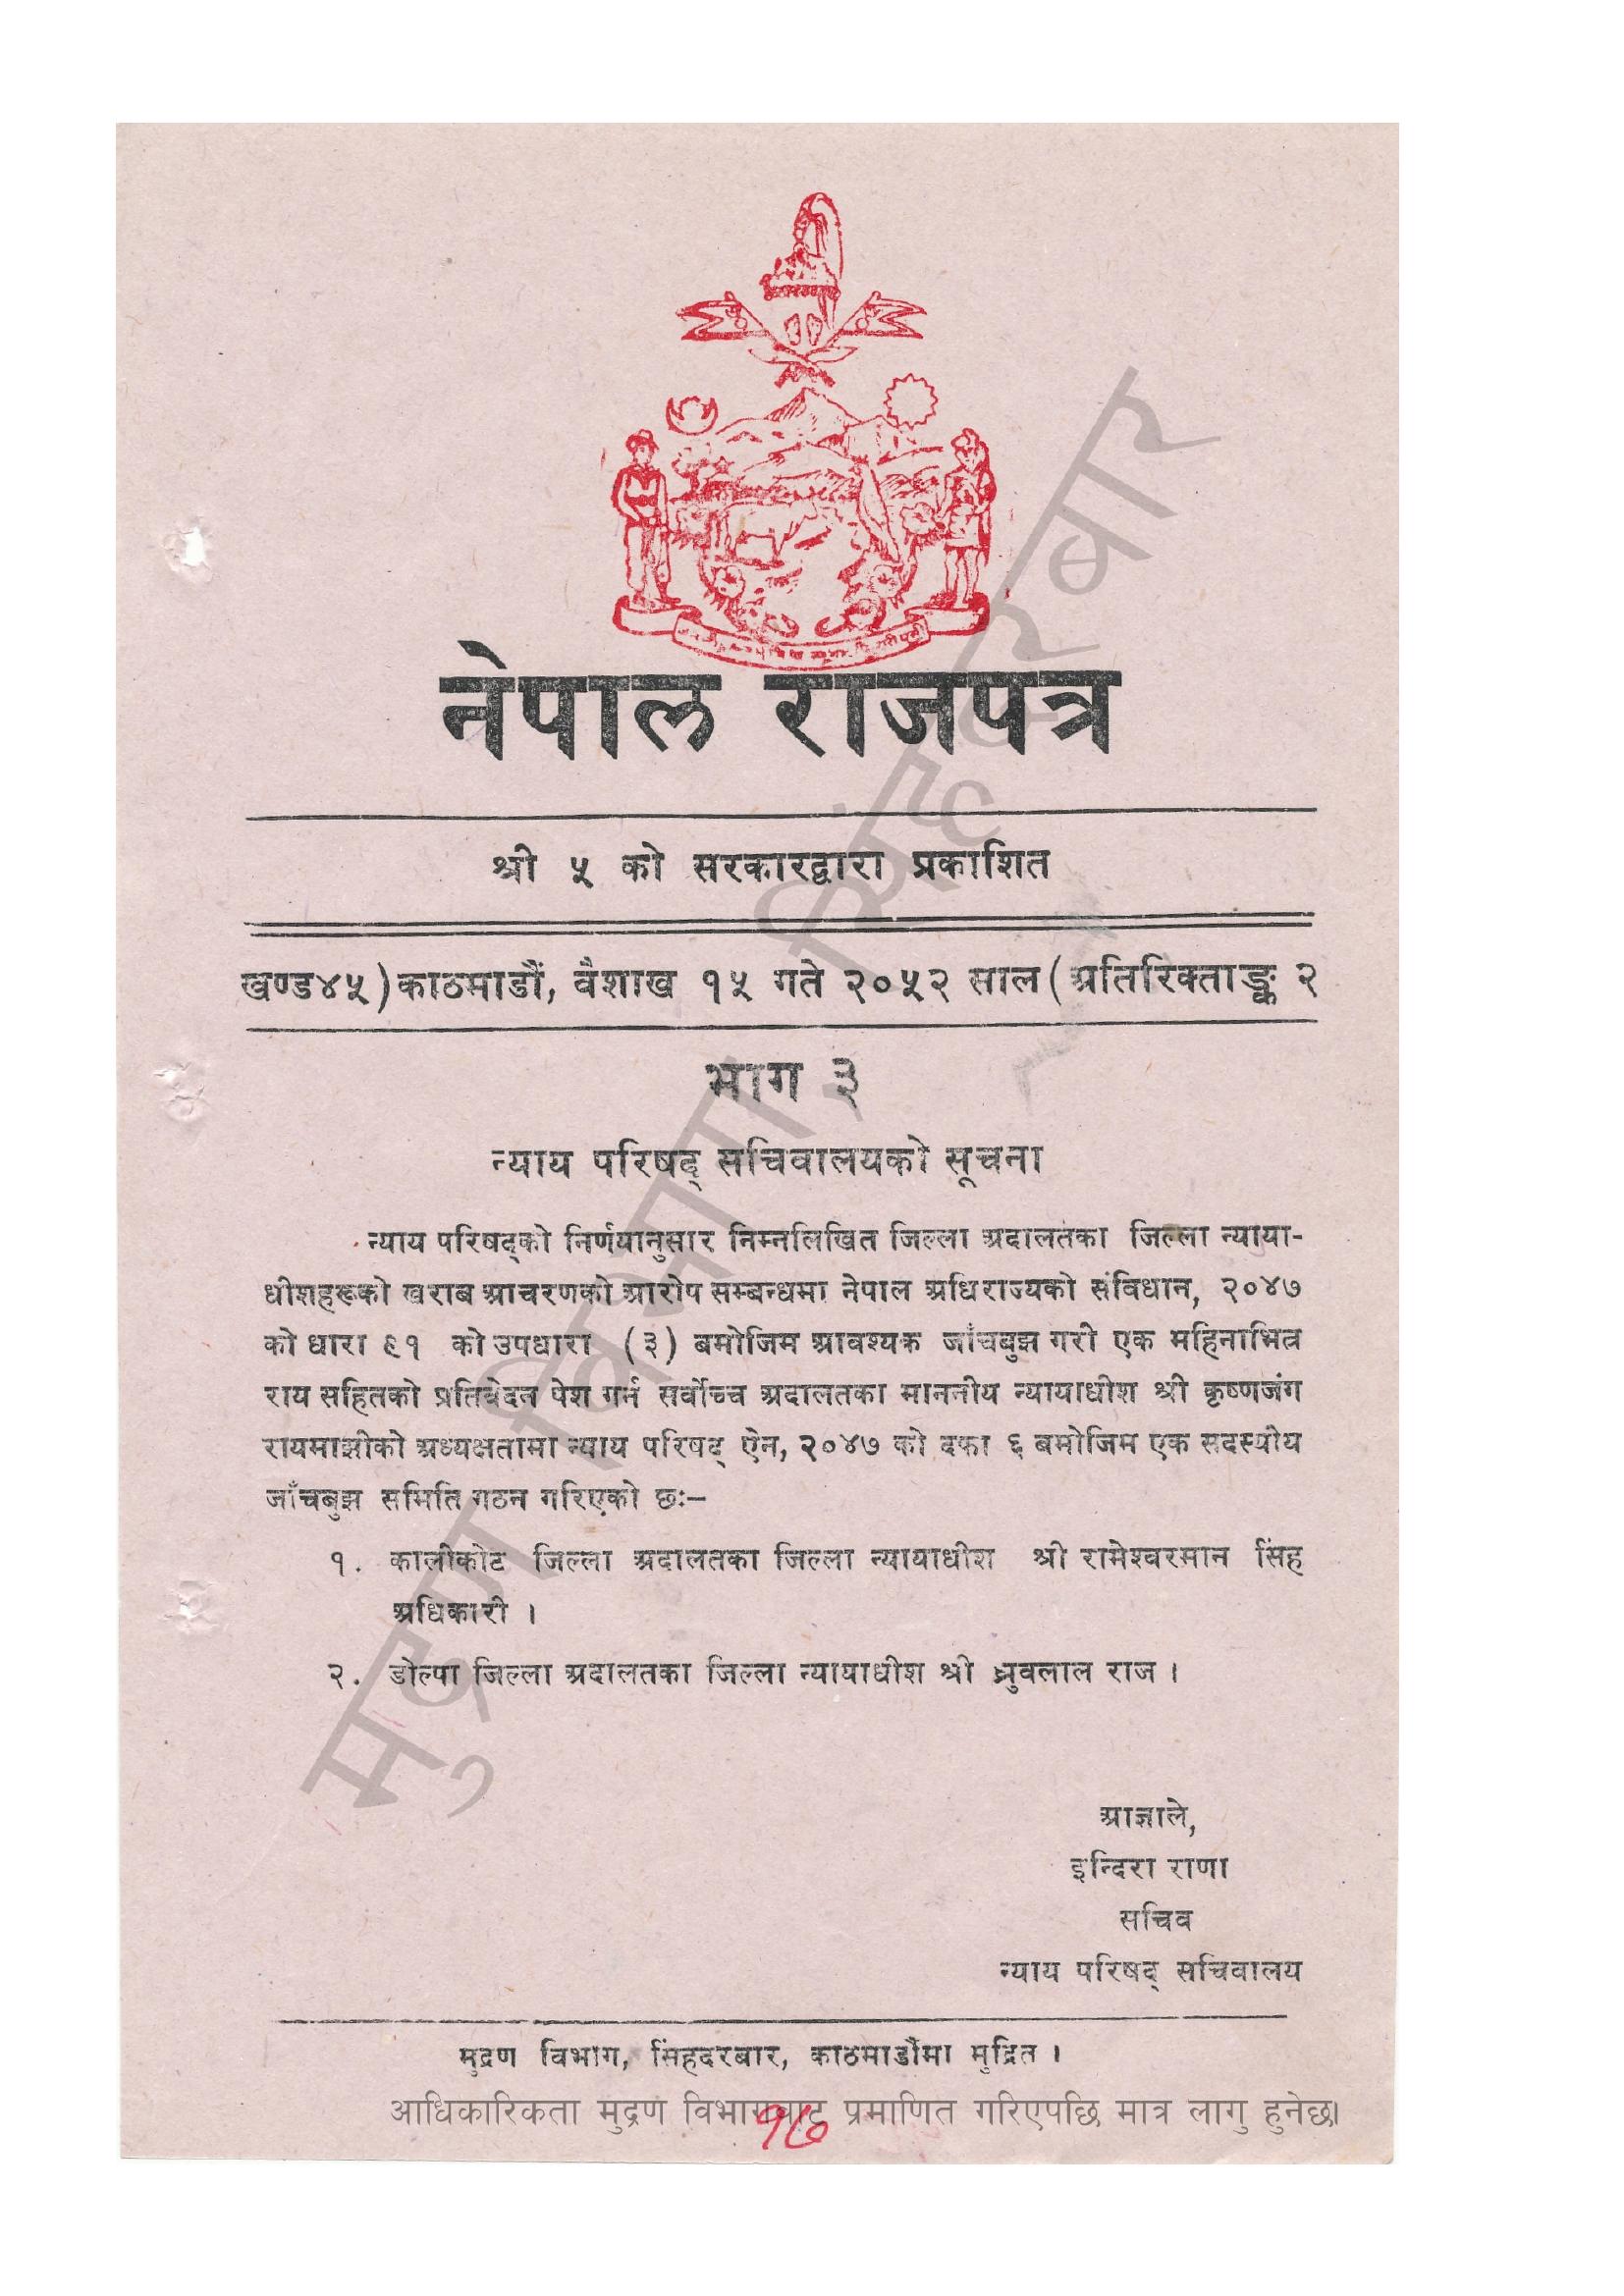 नेपाल राजपत्र
श्री ५ को सरकारद्वारा प्रकाशित
खण्ड४५) काठमाडौं, वैशाख १५ गते २०५२ साल (अतिरिक्ताङ्क २
भाग ३
न्याय परिषद् सचिवालयको सूचना
न्याय परिषद्को निर्णयानुसार निम्नलिखित जिल्ला अदालतका जिल्ला न्याया-
धीशहरूको खराब आचरणको आरोप सम्बन्धमा नेपाल अधिराज्यको संविधान, २०४७
को धारा ९१ को उपधारा (३) बमोजिम आवश्यक जाँचबुझ गरी एक महिनाभित्र
राय सहितको प्रतिवेदन पेश गर्न सर्वोच्च अदालतका माननीय न्यायाधीश श्री कृष्णजंग
रायमाझीको अध्यक्षतामा न्याय परिषद् ऐन, २०४७ को दफा ६ बमोजिम एक सदस्यीय
जाँचबुझ समिति गठन गरिएको छः–
१. कालीकोट जिल्ला अदालतका जिल्ला न्यायाधीश श्री रामेश्वरमान सिंह
अधिकारी ।
२. डोल्पा जिल्ला अदालतका जिल्ला न्यायाधीश श्री ध्रुवलाल राज ।
आज्ञाले,
इन्दिरा राणा
सचिव
न्याय परिषद् सचिवालय
मुद्रण विभाग, सिंहदरबार, काठमाडौंमा मुद्रित ।
आधिकारिकता मुद्रण विभागबाट प्रमाणित गरिएपछि मात्र लागु हुनेछ।
१७
मुद्रण विभाग, सिंहदरबार